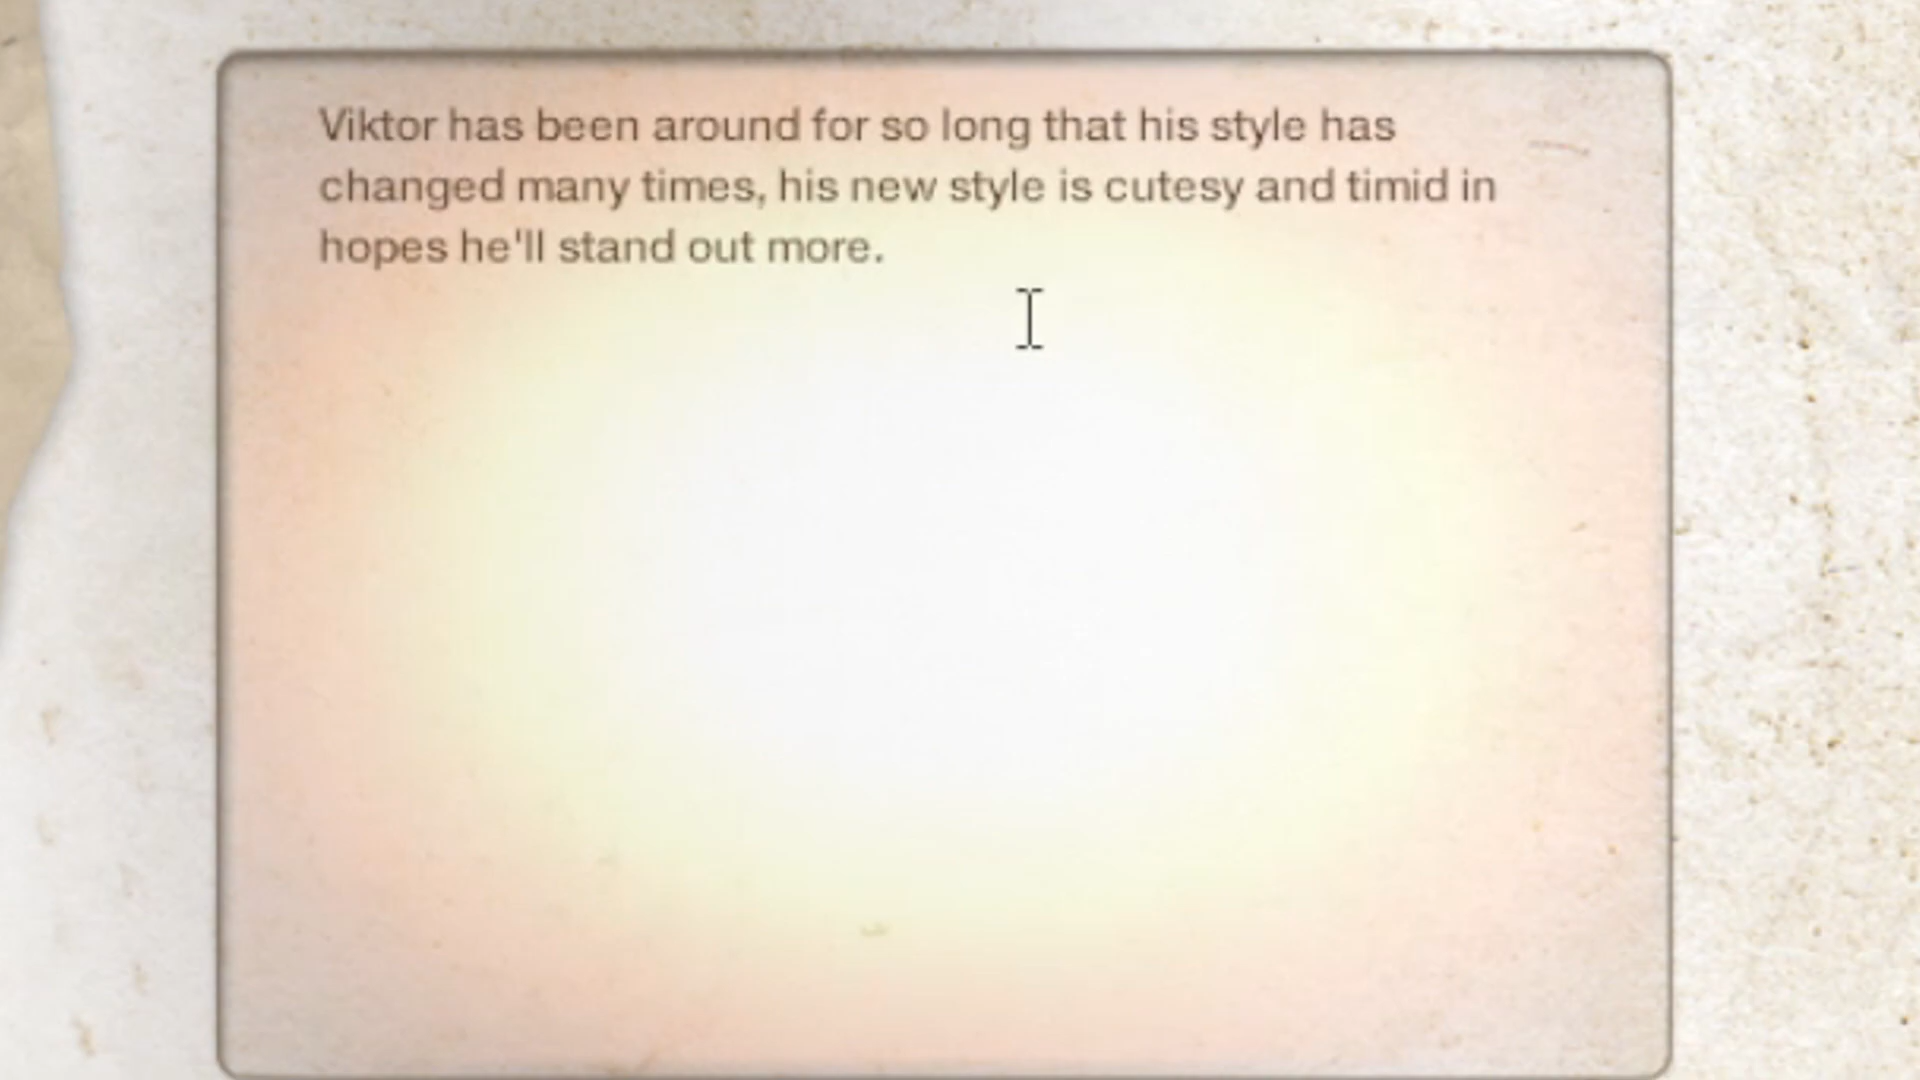 Viktor has been around for so long that his style has
changed many times, his new style is cutesy and timid in
hopes he'll stand out more.